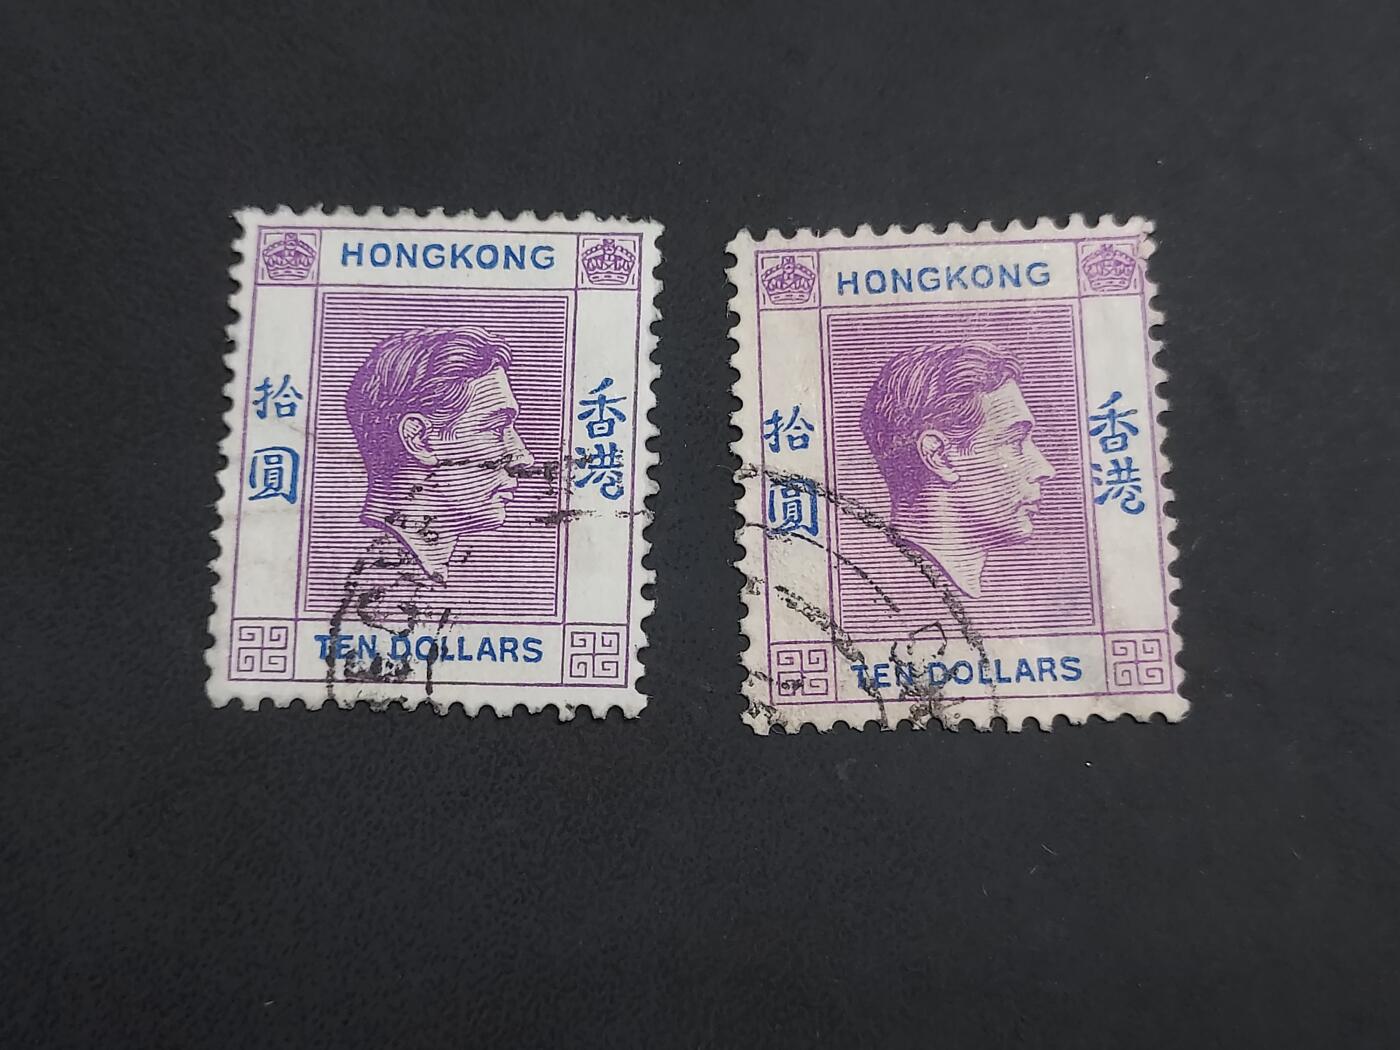 HONGKONG
拾圓
香港
TEN DOLLARS
HONGKONG
拾圓
香港
TEN DOLLARS